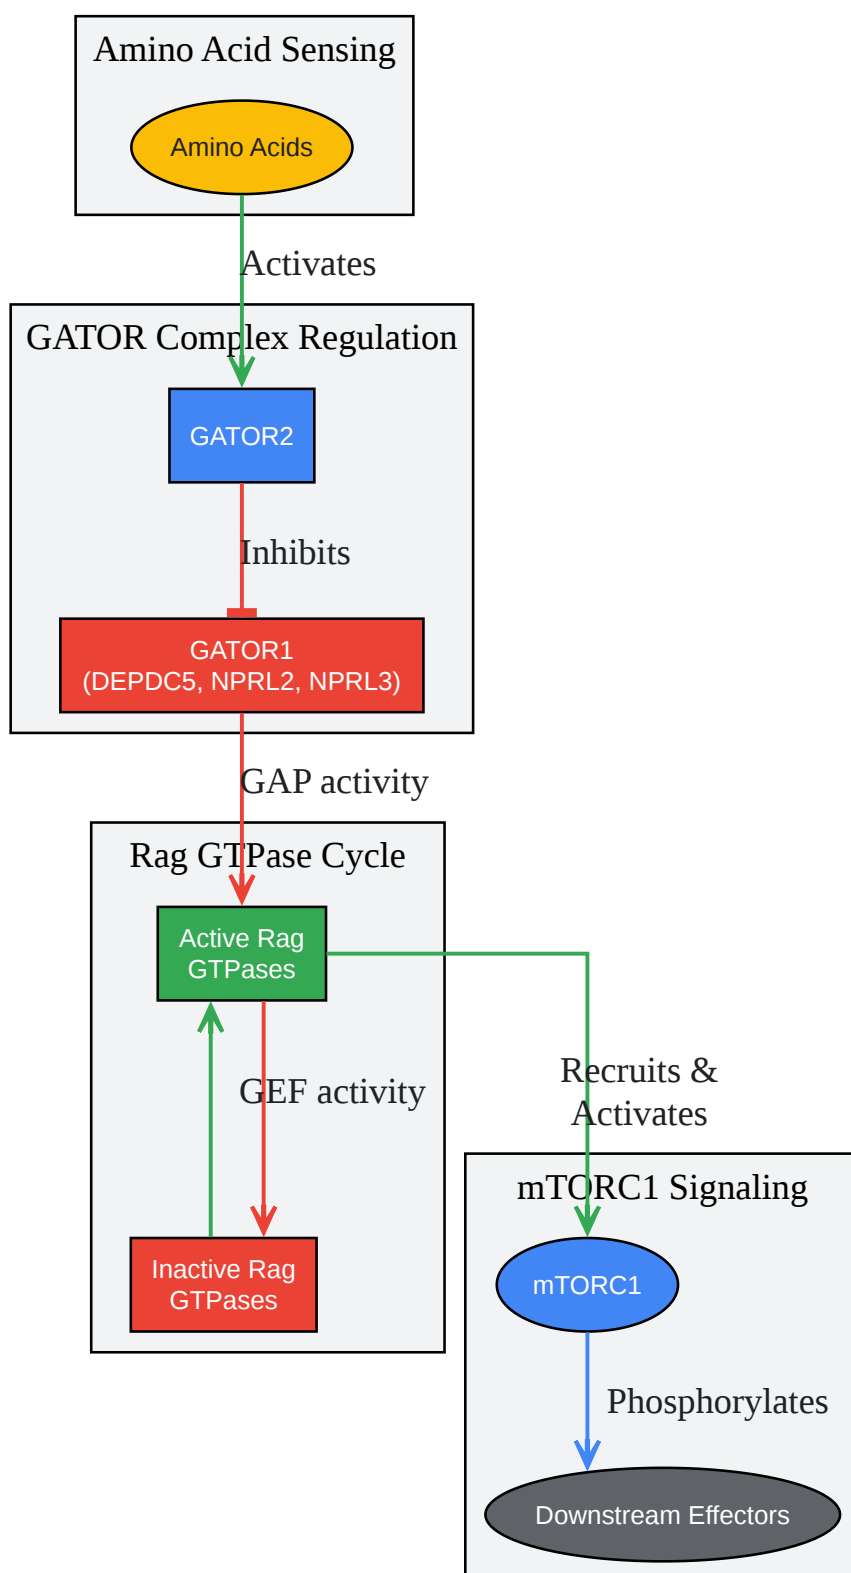 Amino Acid Sensing
Amino Acids
Activates
GATOR Complex Regulation
GATOR2
Inhibits
GATOR1
(DEPDC5, NPRL2, NPRL3)
GAP activity
Rag GTPase Cycle
Active Rag
GTPases
GEF activity
Inactive Rag
GTPases
Recruits &
Activates
mTORC1 Signaling
mTORC1
Phosphorylates
Downstream Effectors